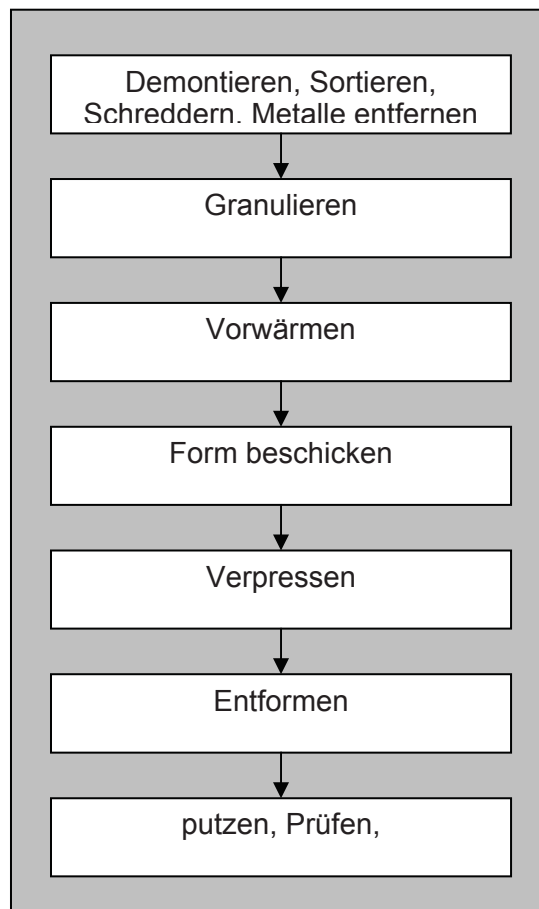 Demontieren, Sortieren,
Schreddern. Metalle entfernen
Granulieren
Vorwärmen
Form beschicken
Verpressen
Entformen
putzen, Prüfen,